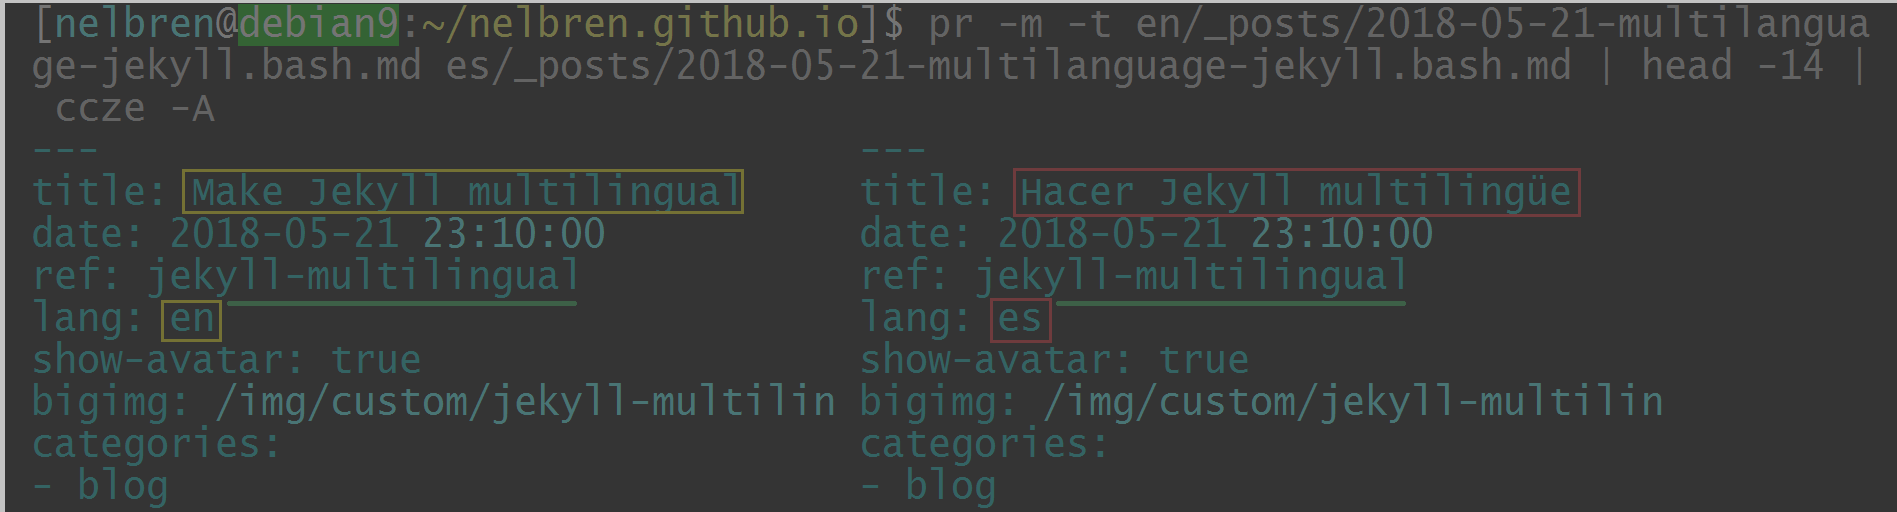 [nelbren@debian9:~/nelbren.github.io]$ pr -m -t en/_posts/2018-05-21-multilangua
ge-jekyll.bash.md es/_posts/2018-05-21-multilanguage-jekyll.bash.md | head -14 |
ccze -A
--- ---
title: Make Jekyll multilingual title: Hacer Jekyll multilingüe
date: 2018-05-21 23:10:00 date: 2018-05-21 23:10:00
ref: jekyll-multilingual ref: jekyll-multilingual
lang: en lang: es
show-avatar: true show-avatar: true
bigimg: /img/custom/jekyll-multilin bigimg: /img/custom/jekyll-multilin
categories: categories:
- blog - blog